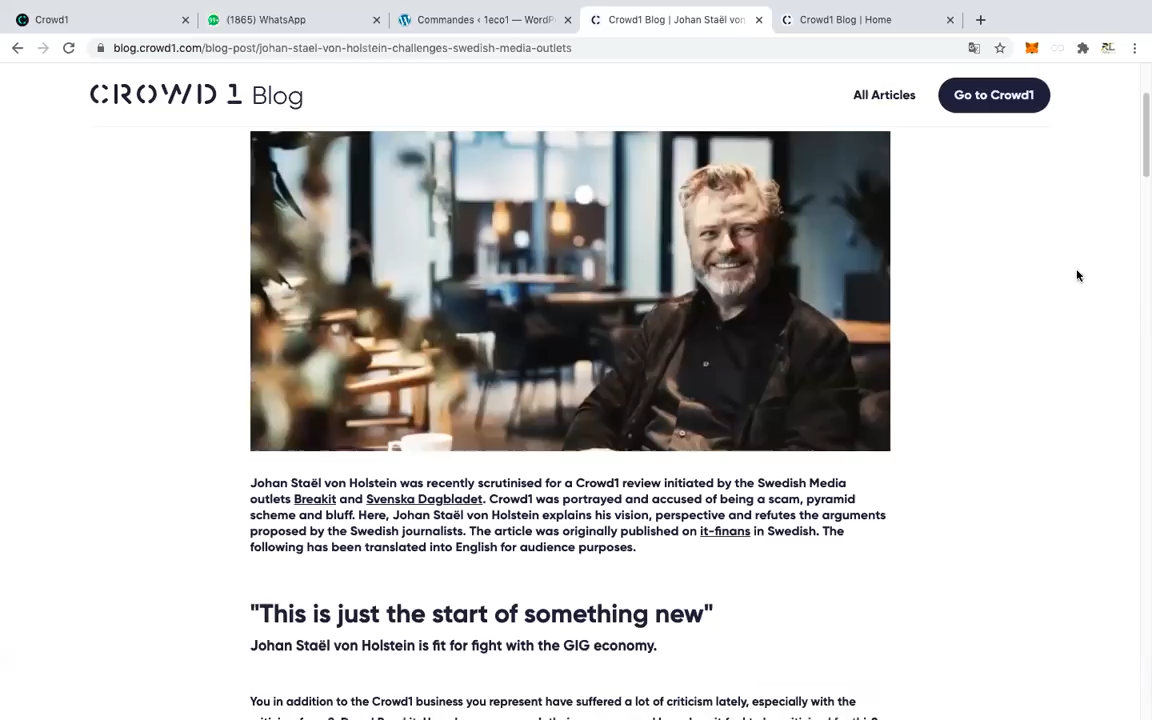 Crowd1
(1865) WhatsApp
Commandes ‹ 1eco1 — WordP
Crowd1 Blog | Johan Staël von
Crowd1 Blog | Home
blog.crowd1.com/blog-post/johan-stael-von-holstein-challenges-swedish-media-outlets
CROWD 1 Blog
All Articles
Go to Crowd1
Johan Staël von Holstein was recently scrutinised for a Crowd1 review initiated by the Swedish Media
outlets Breakit and Svenska Dagbladet. Crowd1 was portrayed and accused of being a scam, pyramid
scheme and bluff. Here, Johan Staël von Holstein explains his vision, perspective and refutes the arguments
proposed by the Swedish journalists. The article was originally published on it-finans in Swedish. The
following has been translated into English for audience purposes.
"This is just the start of something new"
Johan Staël von Holstein is fit for fight with the GIG economy.
You in addition to the Crowd1 business you represent have suffered a lot of criticism lately, especially with the